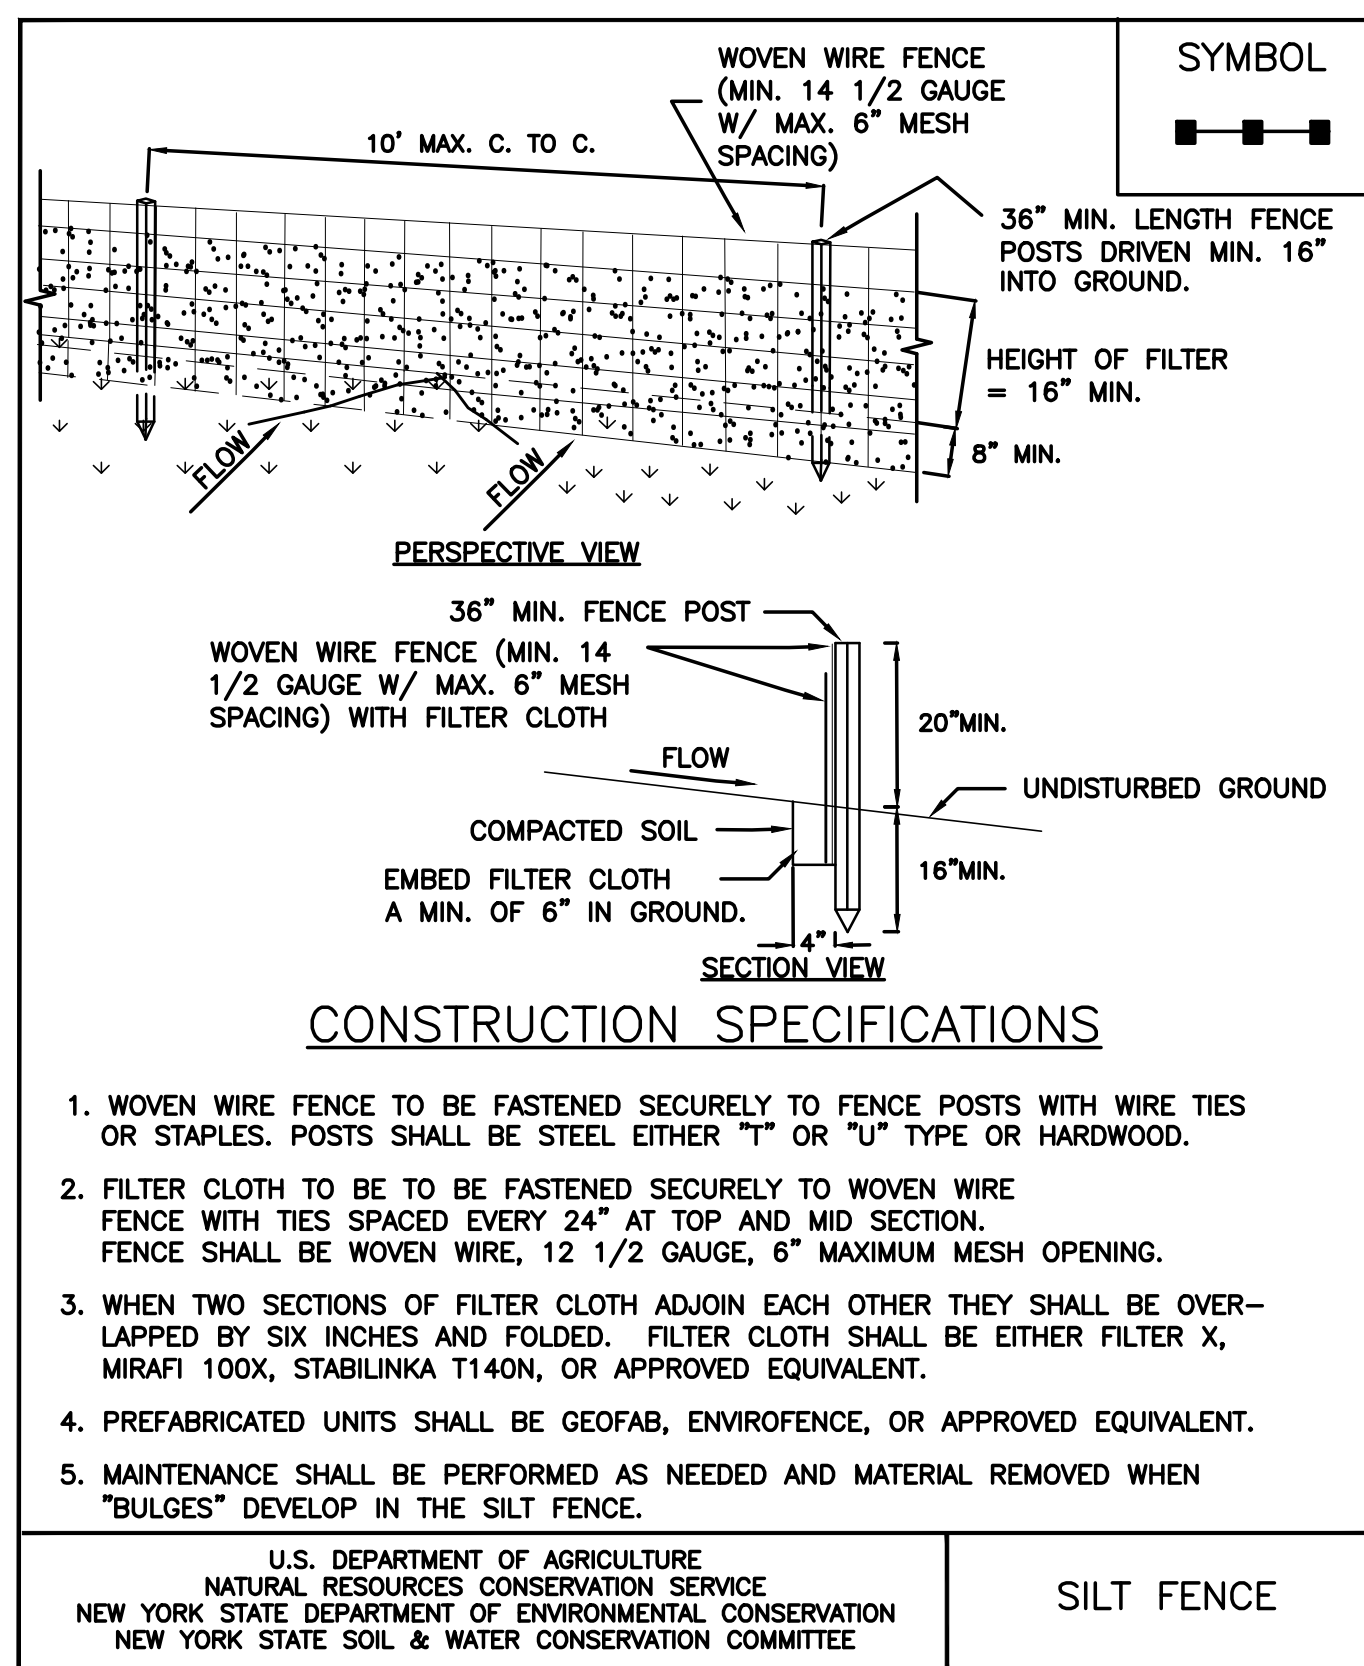 WOVEN WIRE FENCE
(MIN. 14 1/2 GAUGE
W/ MAX. 6" MESH
SPACING)
SYMBOL
10' MAX. C. TO C.
36" MIN. LENGTH FENCE
POSTS DRIVEN MIN. 16"
INTO GROUND.
HEIGHT OF FILTER
= 16" MIN.
8" MIN.
FLOW
FLOW
PERSPECTIVE VIEW
36" MIN. FENCE POST
WOVEN WIRE FENCE (MIN. 14
1/2 GAUGE W/ MAX. 6" MESH
SPACING) WITH FILTER CLOTH
20"MIN.
FLOW
UNDISTURBED GROUND
COMPACTED SOIL
16"MIN.
EMBED FILTER CLOTH
A MIN. OF 6" IN GROUND.
4"
SECTION VIEW
CONSTRUCTION SPECIFICATIONS
1. WOVEN WIRE FENCE TO BE FASTENED SECURELY TO FENCE POSTS WITH WIRE TIES
OR STAPLES. POSTS SHALL BE STEEL EITHER "T" OR "U" TYPE OR HARDWOOD.
2. FILTER CLOTH TO BE TO BE FASTENED SECURELY TO WOVEN WIRE
FENCE WITH TIES SPACED EVERY 24" AT TOP AND MID SECTION.
FENCE SHALL BE WOVEN WIRE, 12 1/2 GAUGE, 6" MAXIMUM MESH OPENING.
3. WHEN TWO SECTIONS OF FILTER CLOTH ADJOIN EACH OTHER THEY SHALL BE OVER-
LAPPED BY SIX INCHES AND FOLDED. FILTER CLOTH SHALL BE EITHER FILTER X,
MIRAFI 100X, STABILINKA T140N, OR APPROVED EQUIVALENT.
4. PREFABRICATED UNITS SHALL BE GEOFAB, ENVIROFENCE, OR APPROVED EQUIVALENT.
5. MAINTENANCE SHALL BE PERFORMED AS NEEDED AND MATERIAL REMOVED WHEN
"BULGES" DEVELOP IN THE SILT FENCE.
U.S. DEPARTMENT OF AGRICULTURE
NATURAL RESOURCES CONSERVATION SERVICE
NEW YORK STATE DEPARTMENT OF ENVIRONMENTAL CONSERVATION
NEW YORK STATE SOIL & WATER CONSERVATION COMMITTEE
SILT FENCE